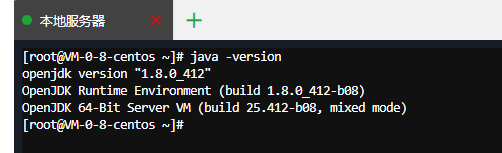 本地服务器
[root@VM-0-8-centos ~]# java -version
openjdk version "1.8.0_412"
OpenJDK Runtime Environment (build 1.8.0_412-b08)
OpenJDK 64-Bit Server VM (build 25.412-b08, mixed mode)
[root@VM-0-8-centos ~]#